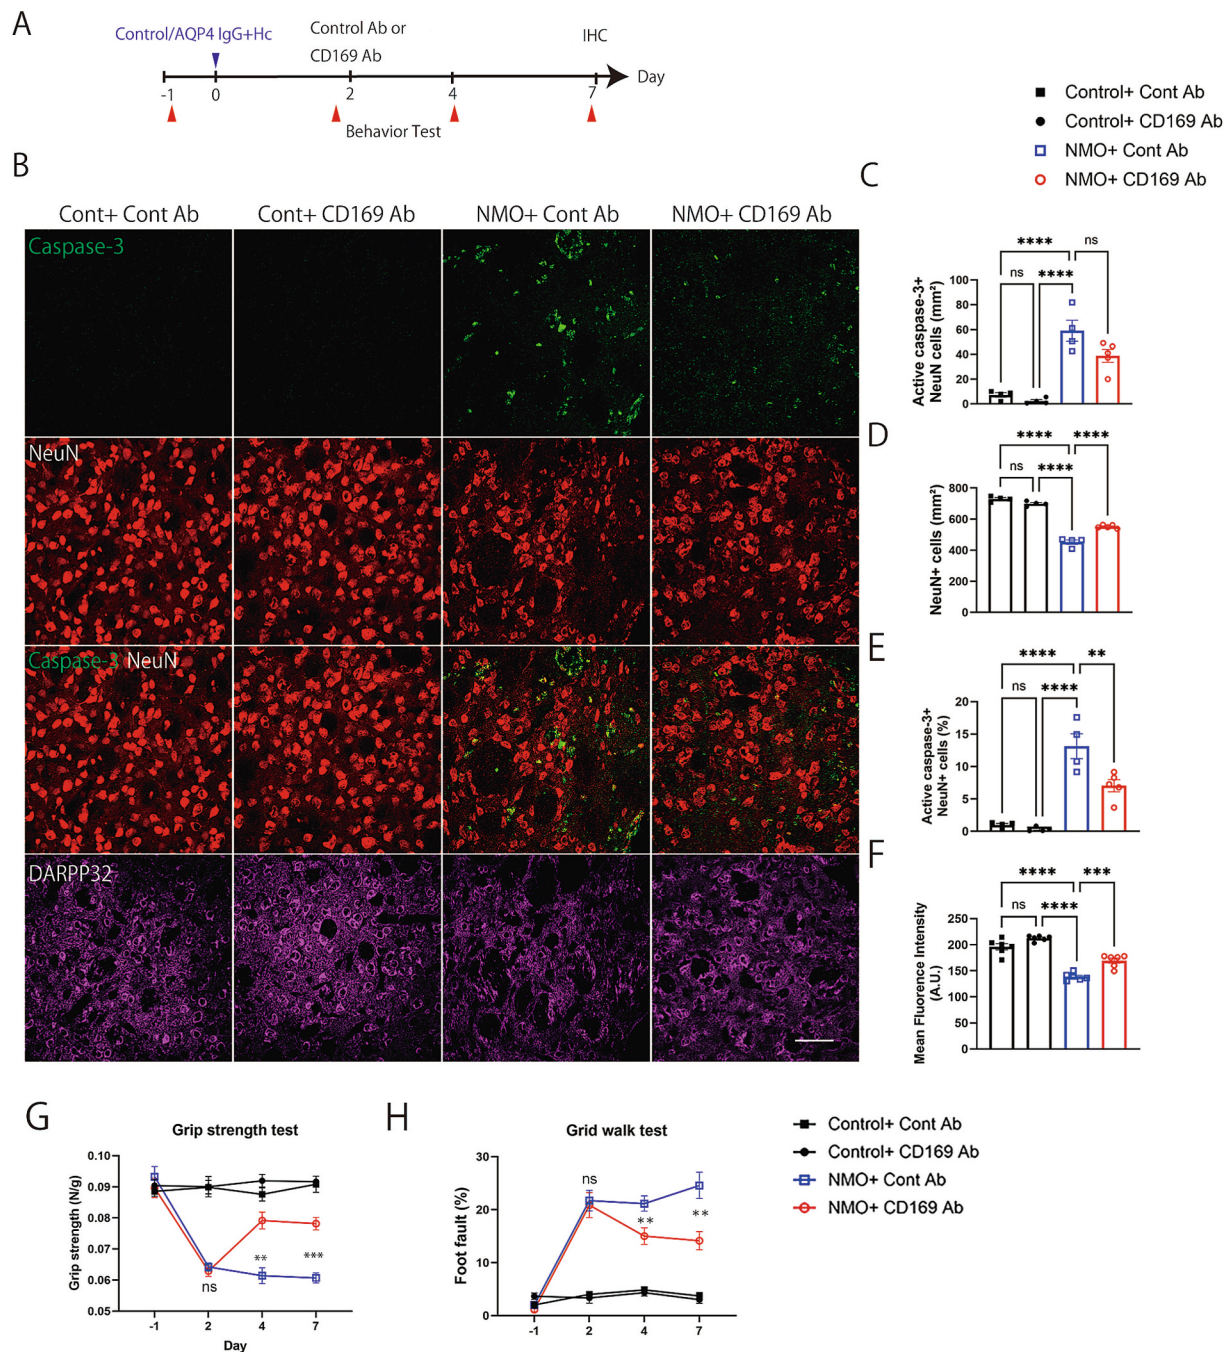 A
Control/AQP4 IgG+Hc
Control Ab or
CD169 Ab
IHC
Day
-1 0 2 4 7
Behavior Test
Control+ Cont Ab
Control+ CD169 Ab
NMO+ Cont Ab
NMO+ CD169 Ab
B
Cont+ Cont Ab Cont+ CD169 Ab NMO+ Cont Ab NMO+ CD169 Ab
Caspase-3
NeuN
Caspase-3 NeuN
DARPP32
C
**** ns
ns ****
Active caspase-3+
NeuN cells (mm²)
100
80
60
40
20
0
D
**** ****
ns ****
NeuN+ cells (mm²)
800
600
400
200
0
E
**** **
ns ****
Active caspase-3+
NeuN+ cells (%)
20
15
10
5
0
F
**** ***
ns ****
Mean Fluorence Intensity
(A.U.)
250
200
150
100
50
0
G
Grip strength test
Grip strength (N/g)
0.10
0.09
0.08
0.07
0.06
0.05
ns ** ***
-1 2 4 7
Day
H
Grid walk test
Foot fault (%)
30
20
10
0
ns ** **
-1 2 4 7
Control+ Cont Ab
Control+ CD169 Ab
NMO+ Cont Ab
NMO+ CD169 Ab